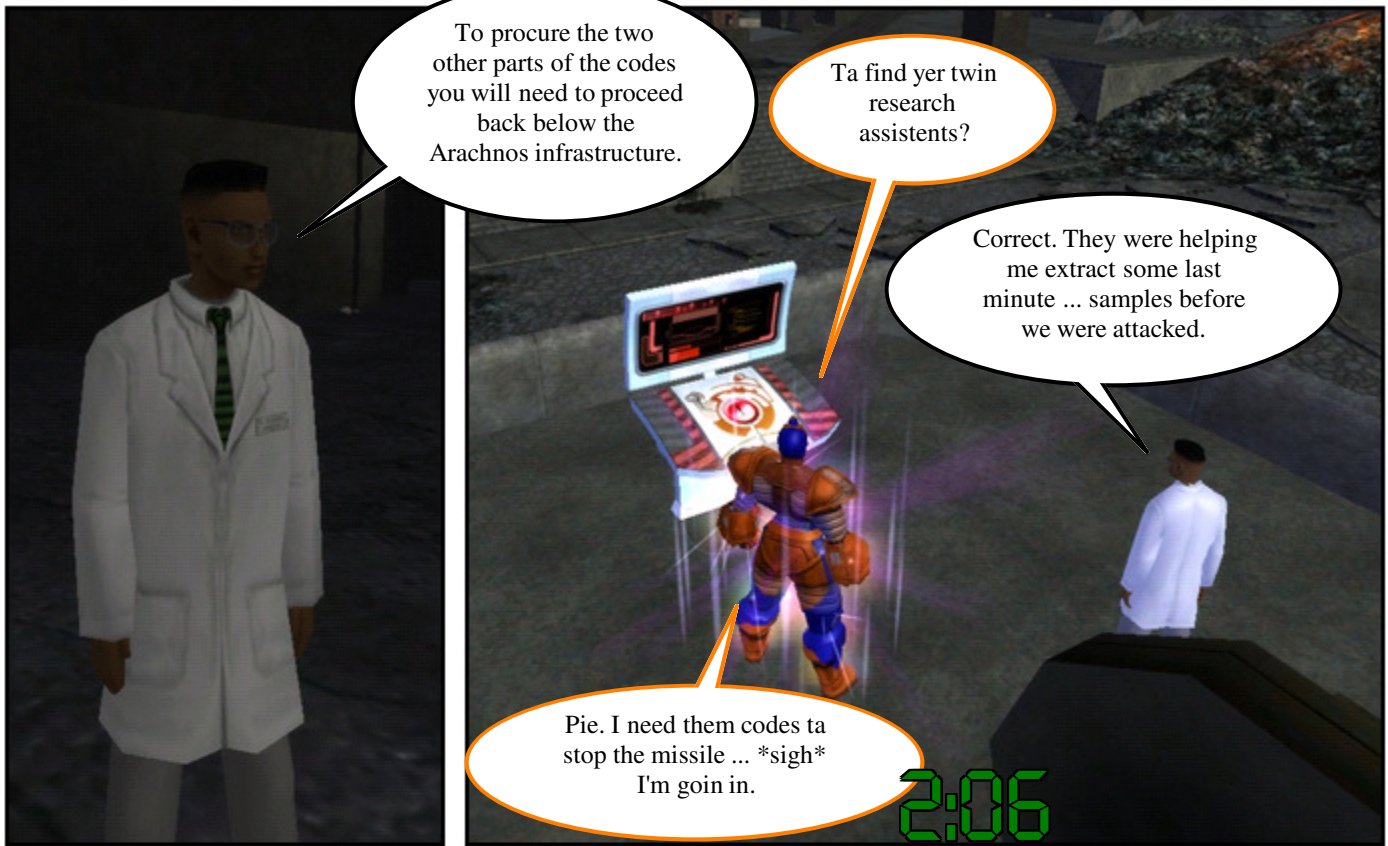 To procure the two
other parts of the codes
you will need to proceed
back below the
Arachnos infrastructure.
Ta find yer twin
research
assistents?
Correct. They were helping
me extract some last
minute ... samples before
we were attacked.
Pie. I need them codes ta
stop the missile ... *sigh*
I'm goin in.
2:06